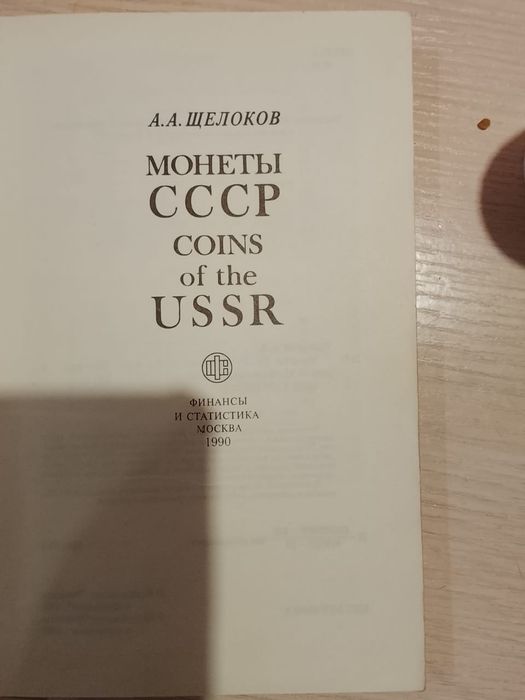 А.А.ЩЕЛОКОВ
МОНЕТЫ
СССР
COINS
of the
USSR
ФИНАНСЫ
И СТАТИСТИКА
МОСКВА
1990